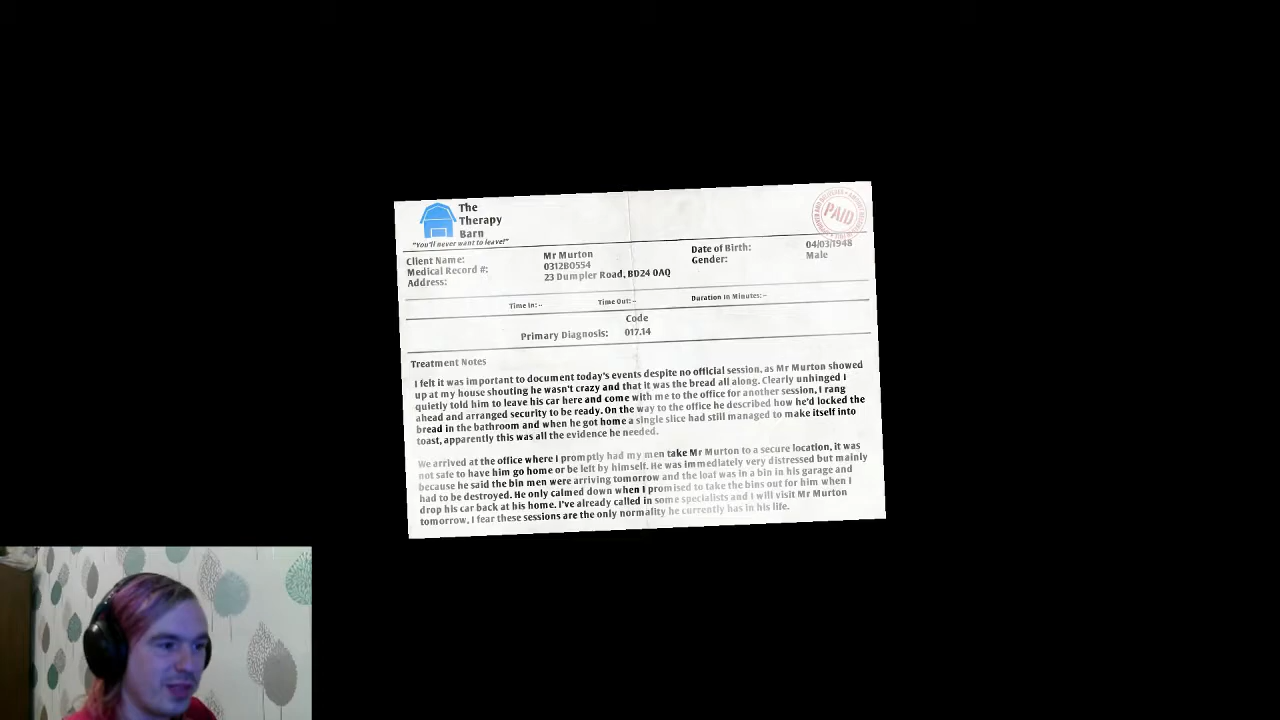 The
Therapy
Barn
"You'll never want to leave!"
PAID
Client Name: Mr Murton Date of Birth: 04/03/1948
Medical Record #: 0312B0554 Gender: Male
Address: 23 Dumpler Road, BD24 0AQ
Time In: -- Time Out: -- Duration in Minutes: --
Code
Primary Diagnosis: 017.14
Treatment Notes
I felt it was important to document today's events despite no official session, as Mr Murton showed
up at my house shouting he wasn't crazy and that it was the bread all along. Clearly unhinged I
quietly told him to leave his car here and come with me to the office for another session, I rang
ahead and arranged security to be ready. On the way to the office he described how he'd locked the
bread in the bathroom and when he got home a single slice had still managed to make itself into
toast, apparently this was all the evidence he needed.
We arrived at the office where I promptly had my men take Mr Murton to a secure location, it was
not safe to have him go home or be left by himself. He was immediately very distressed but mainly
because he said the bin men were arriving tomorrow and the loaf was in a bin in his garage and
had to be destroyed. He only calmed down when I promised to take the bins out for him when I
drop his car back at his home. I've already called in some specialists and I will visit Mr Murton
tomorrow, I fear these sessions are the only normality he currently has in his life.